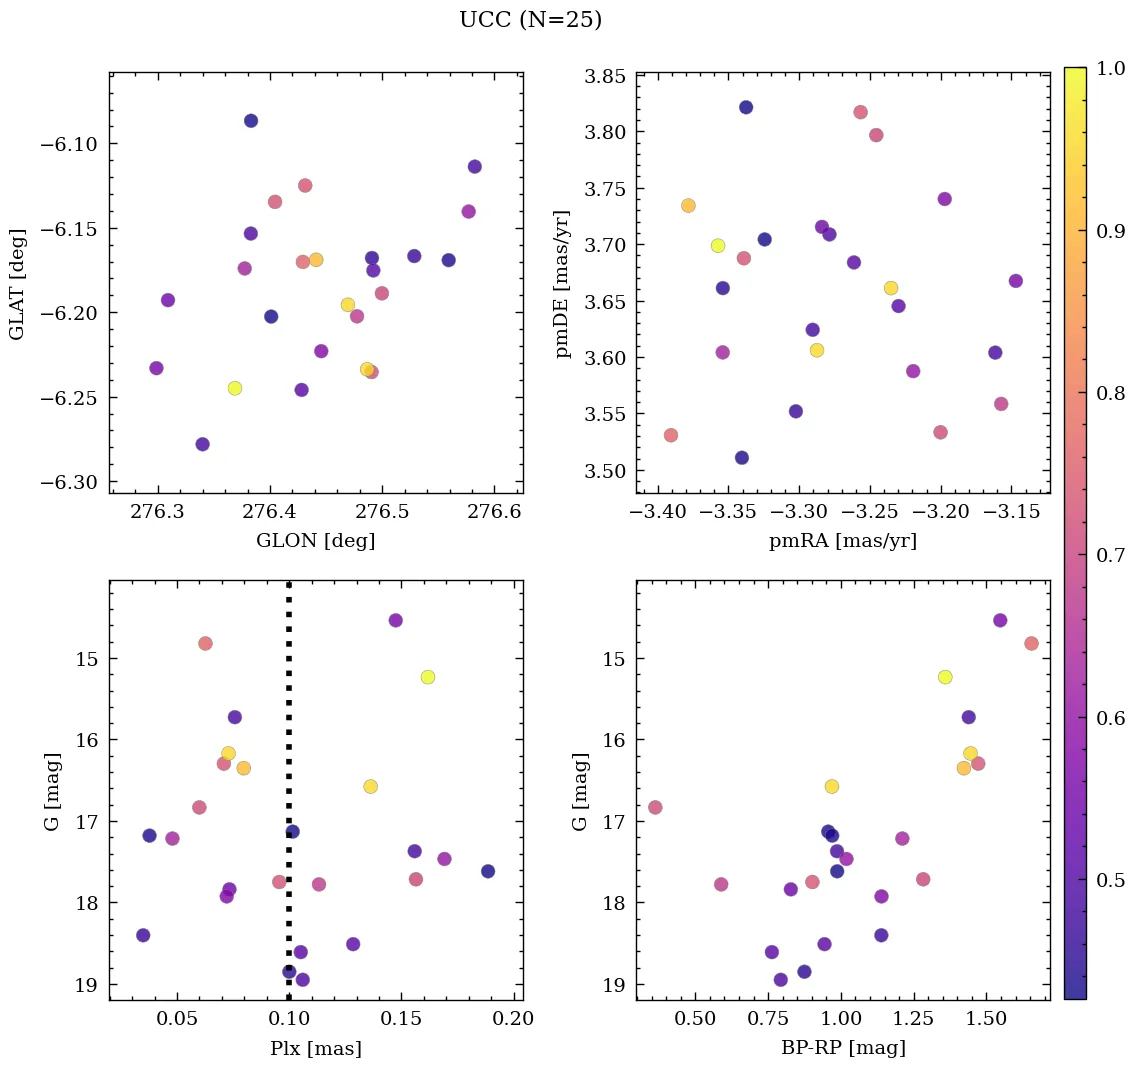 UCC (N=25)
−6.10
−6.15
−6.20
−6.25
−6.30
GLAT [deg]
276.3 276.4 276.5 276.6
GLON [deg]
3.85
3.80
3.75
3.70
3.65
3.60
3.55
3.50
pmDE [mas/yr]
−3.40 −3.35 −3.30 −3.25 −3.20 −3.15
pmRA [mas/yr]
15
16
17
18
19
G [mag]
0.05 0.10 0.15 0.20
Plx [mas]
15
16
17
18
19
G [mag]
0.50 0.75 1.00 1.25 1.50
BP-RP [mag]
1.0
0.9
0.8
0.7
0.6
0.5